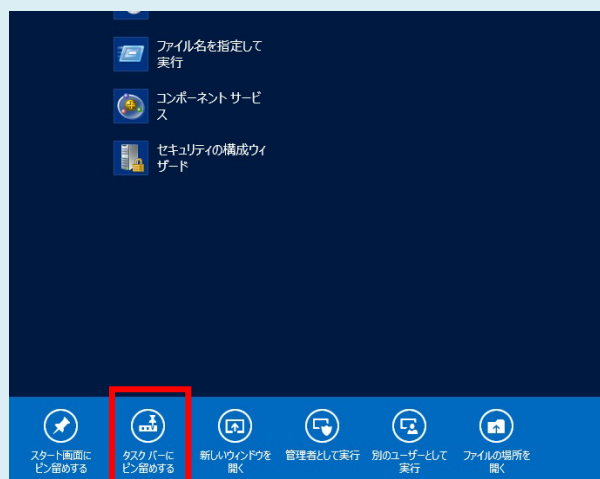 ファイル名を指定して
実行
コンポーネント サービ
ス
セキュリティの構成ウィ
ザード
スタート画面に
ピン留めする
タスク バーに
ピン留めする
新しいウィンドウを
開く
管理者として実行
別のユーザーとして
実行
ファイルの場所を
開く